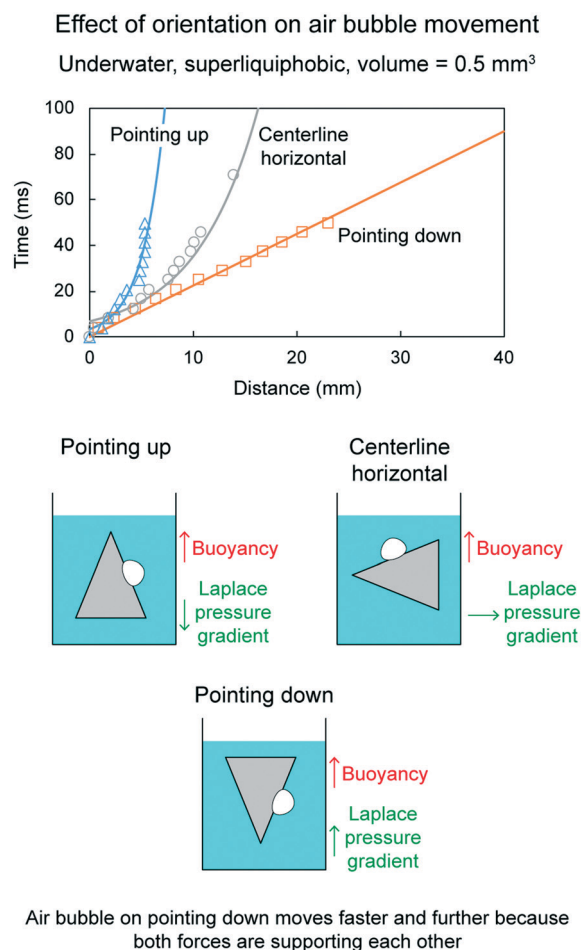 Effect of orientation on air bubble movement
Underwater, superliquiphobic, volume = 0.5 mm³
100
80
60
40
20
0
Time (ms)
Pointing up
Centerline
horizontal
Pointing down
0
10
20
30
40
Distance (mm)
Pointing up
Buoyancy
Laplace
pressure
gradient
Centerline
horizontal
Buoyancy
Laplace
pressure
gradient
Pointing down
Buoyancy
Laplace
pressure
gradient
Air bubble on pointing down moves faster and further because
both forces are supporting each other